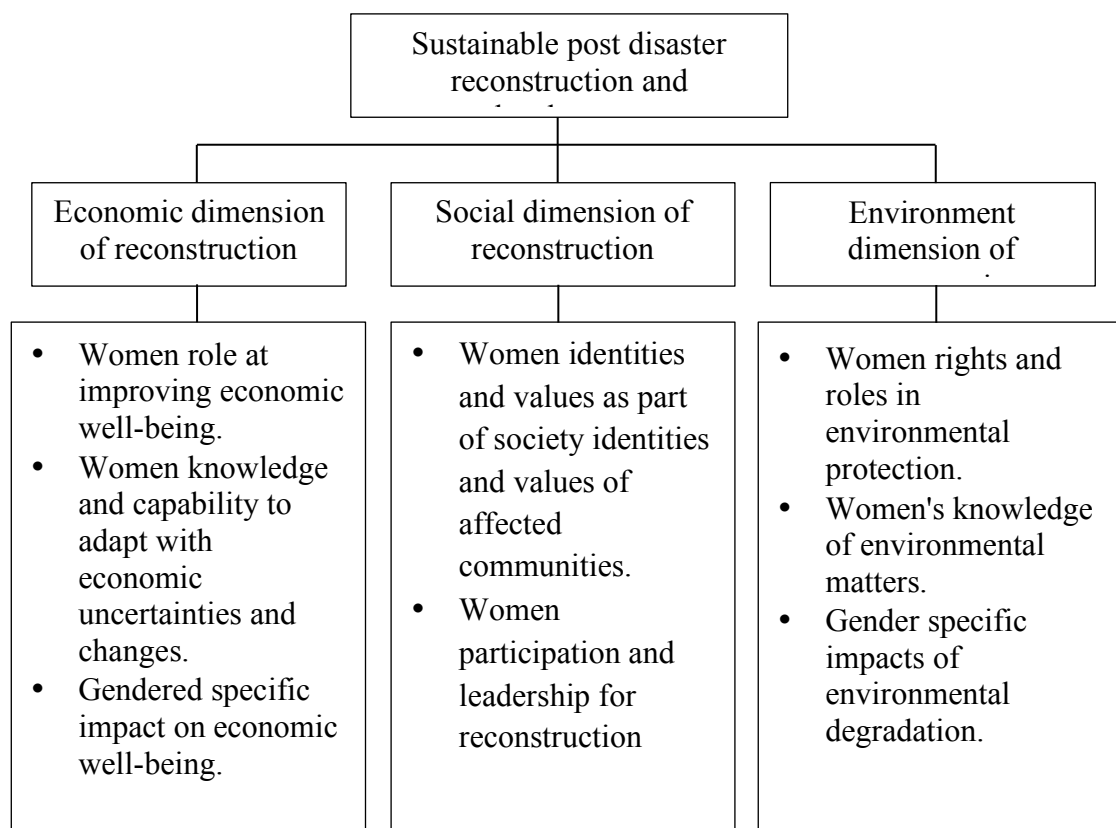 Sustainable post disaster
reconstruction and
Economic dimension
of reconstruction
Social dimension of
reconstruction
Environment
dimension of
• Women role at
improving economic
well-being.
• Women knowledge
and capability to
adapt with
economic
uncertainties and
changes.
• Gendered specific
impact on economic
well-being.
• Women identities
and values as part
of society identities
and values of
affected
communities.
• Women
participation and
leadership for
reconstruction
• Women rights and
roles in
environmental
protection.
• Women's knowledge
of environmental
matters.
• Gender specific
impacts of
environmental
degradation.